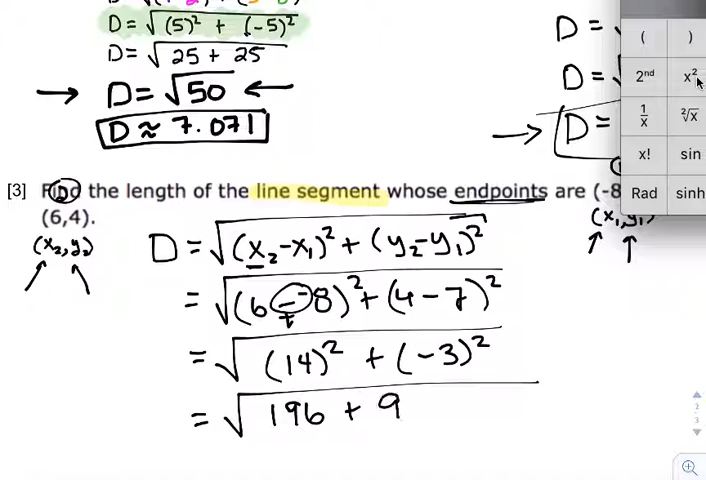 D = √(5)² + (-5)²
D = √25 + 25
D = √50
D ≈ 7.071
D =
D =
D =
( )
2nd x²
1/x ²√x
x! sin
Rad sinh
[3] Find the length of the line segment whose endpoints are (-8
(6,4).
(x₂, y₂)
(x₁, y₁)
D = √(x₂-x₁)² + (y₂-y₁)²
= √(6 - -8)² + (4-7)²
+
= √(14)² + (-3)²
= √196 + 9
2
3